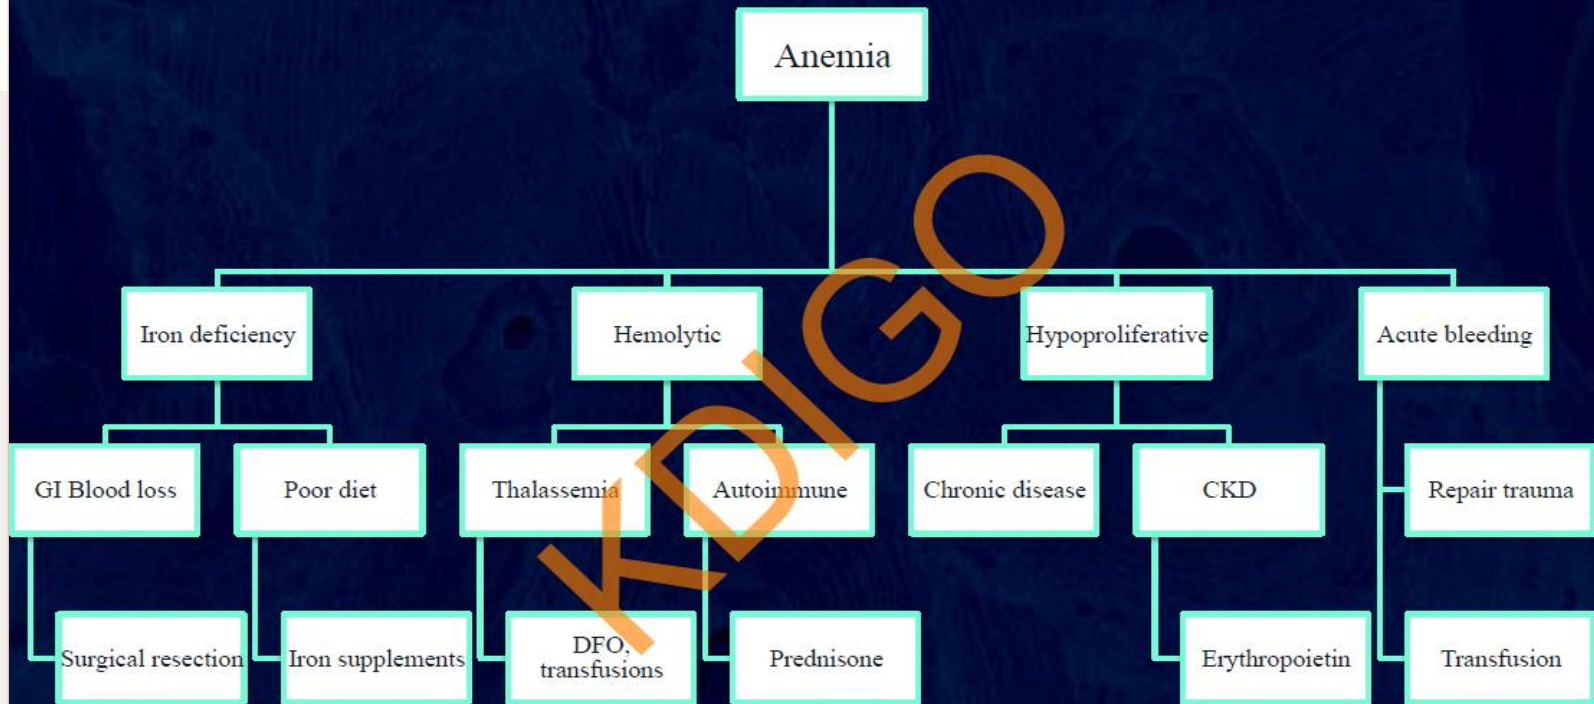 Anemia
Iron deficiency
Hemolytic
Hypoproliferative
Acute bleeding
GI Blood loss
Poor diet
Thalassemia
Autoimmune
Chronic disease
CKD
Repair trauma
Surgical resection
Iron supplements
DFO,
transfusions
Prednisone
Erythropoietin
Transfusion
KDIGO